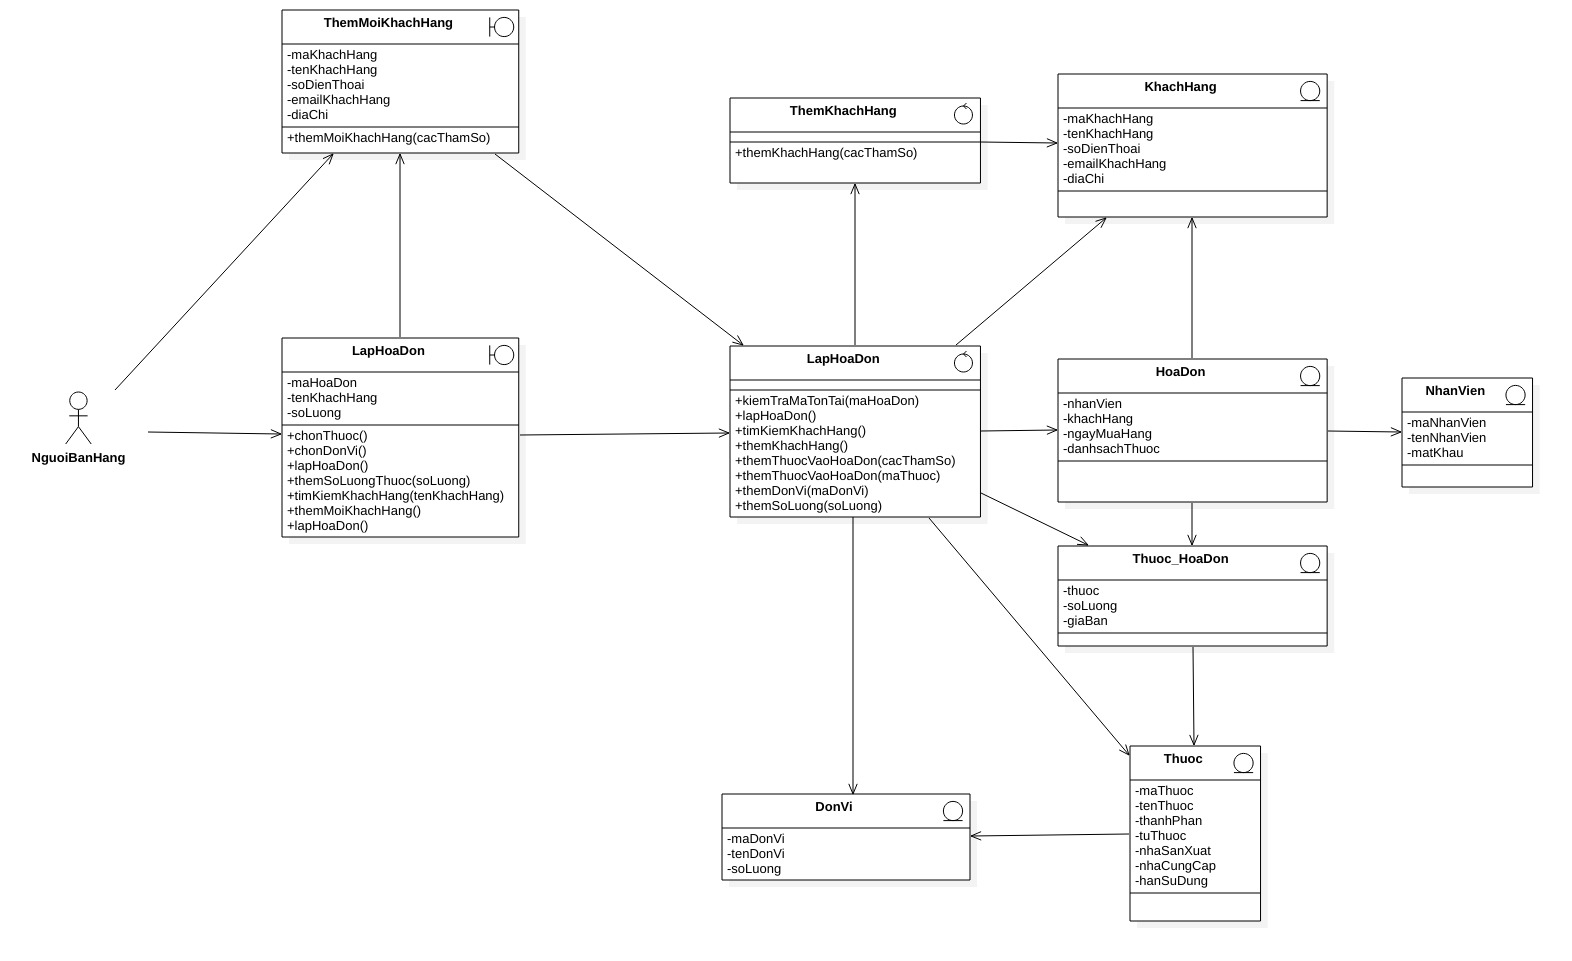 ThemMoiKhachHang
-maKhachHang
-tenKhachHang
-soDienThoai
-emailKhachHang
-diaChi
+themMoiKhachHang(cacThamSo)
ThemKhachHang
+themKhachHang(cacThamSo)
KhachHang
-maKhachHang
-tenKhachHang
-soDienThoai
-emailKhachHang
-diaChi
NguoiBanHang
LapHoaDon
-maHoaDon
-tenKhachHang
-soLuong
+chonThuoc()
+chonDonVi()
+lapHoaDon()
+themSoLuongThuoc(soLuong)
+timKiemKhachHang(tenKhachHang)
+themMoiKhachHang()
+lapHoaDon()
LapHoaDon
+kiemTraMaTonTai(maHoaDon)
+lapHoaDon()
+timKiemKhachHang()
+themKhachHang()
+themThuocVaoHoaDon(cacThamSo)
+themThuocVaoHoaDon(maThuoc)
+themDonVi(maDonVi)
+themSoLuong(soLuong)
HoaDon
-nhanVien
-khachHang
-ngayMuaHang
-danhsachThuoc
NhanVien
-maNhanVien
-tenNhanVien
-matKhau
Thuoc_HoaDon
-thuoc
-soLuong
-giaBan
DonVi
-maDonVi
-tenDonVi
-soLuong
Thuoc
-maThuoc
-tenThuoc
-thanhPhan
-tuThuoc
-nhaSanXuat
-nhaCungCap
-hanSuDung